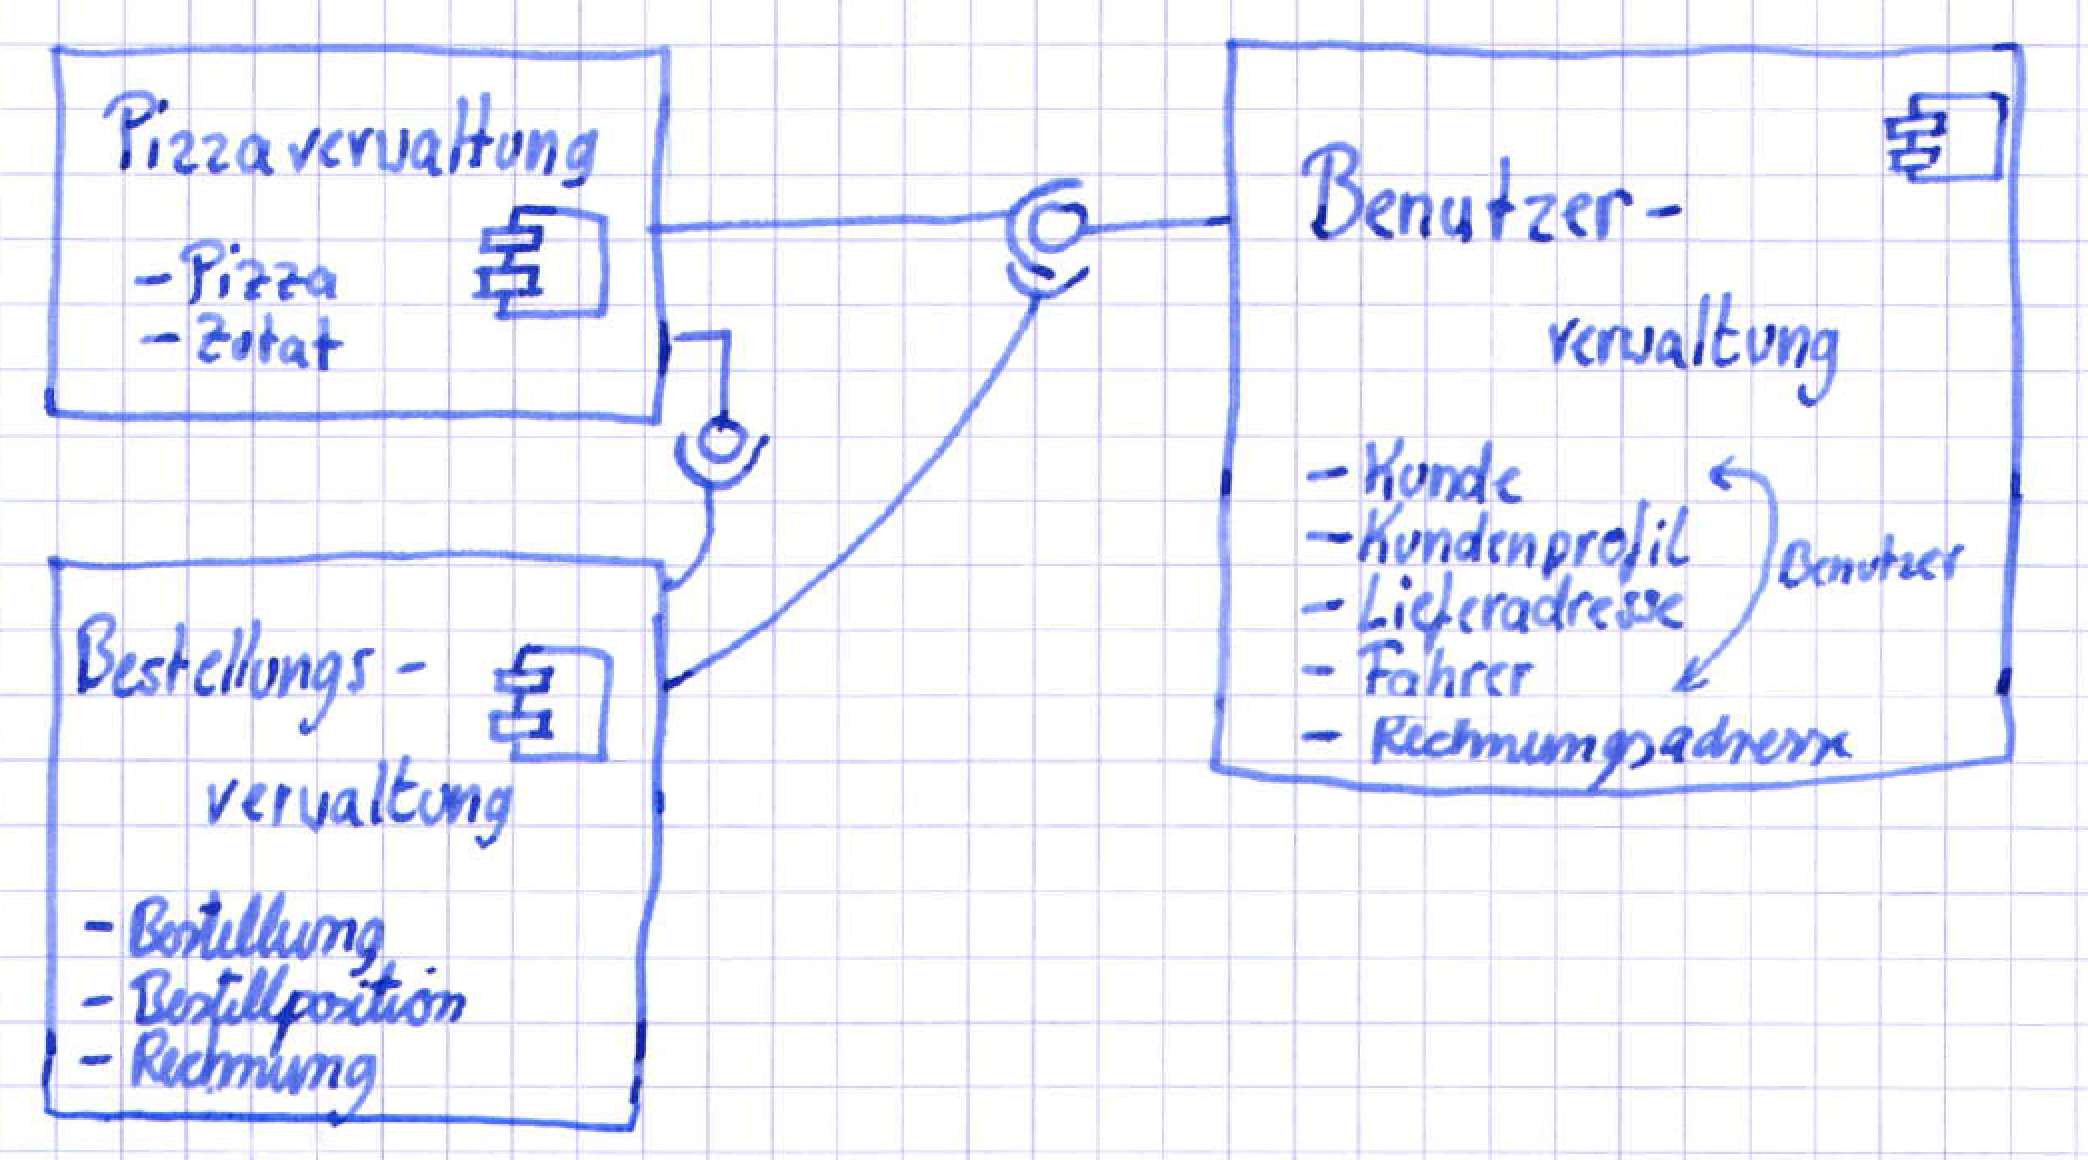 Pizzaverwaltung
- Pizza
- Zutat
Bestellungs-
verwaltung
- Bestellung
- Bestellposition
- Rechnung
Benutzer-
verwaltung
- Kunde
- Kundenprofil
- Lieferadresse
- Fahrer
- Rechnungsadresse
Benutzer